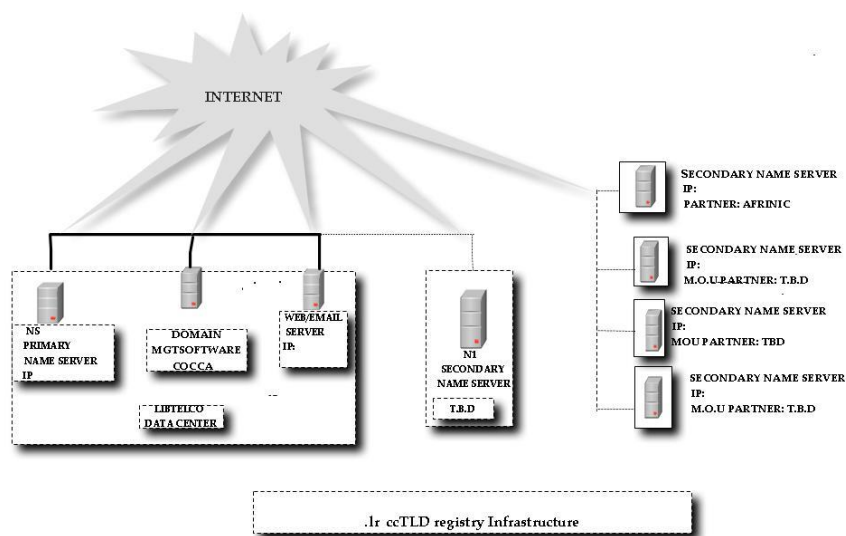 INTERNET
SECONDARY NAME SERVER
IP:
PARTNER: AFRINIC
SECONDARY NAME SERVER
IP:
M.O.U.PARTNER: T.B.D
SECONDARY NAME SERVER
IP:
MOU PARTNER: TBD
SECONDARY NAME SERVER
IP:
M.O.U PARTNER: T.B.D
NS
PRIMARY
NAME SERVER
IP
DOMAIN
MGTSOFTWARE
COCCA
WEB/EMAIL
SERVER
IP:
LIBTELCO
DATA CENTER
N1
SECONDARY
NAME SERVER
T.B.D
.lr ccTLD registry Infrastructure